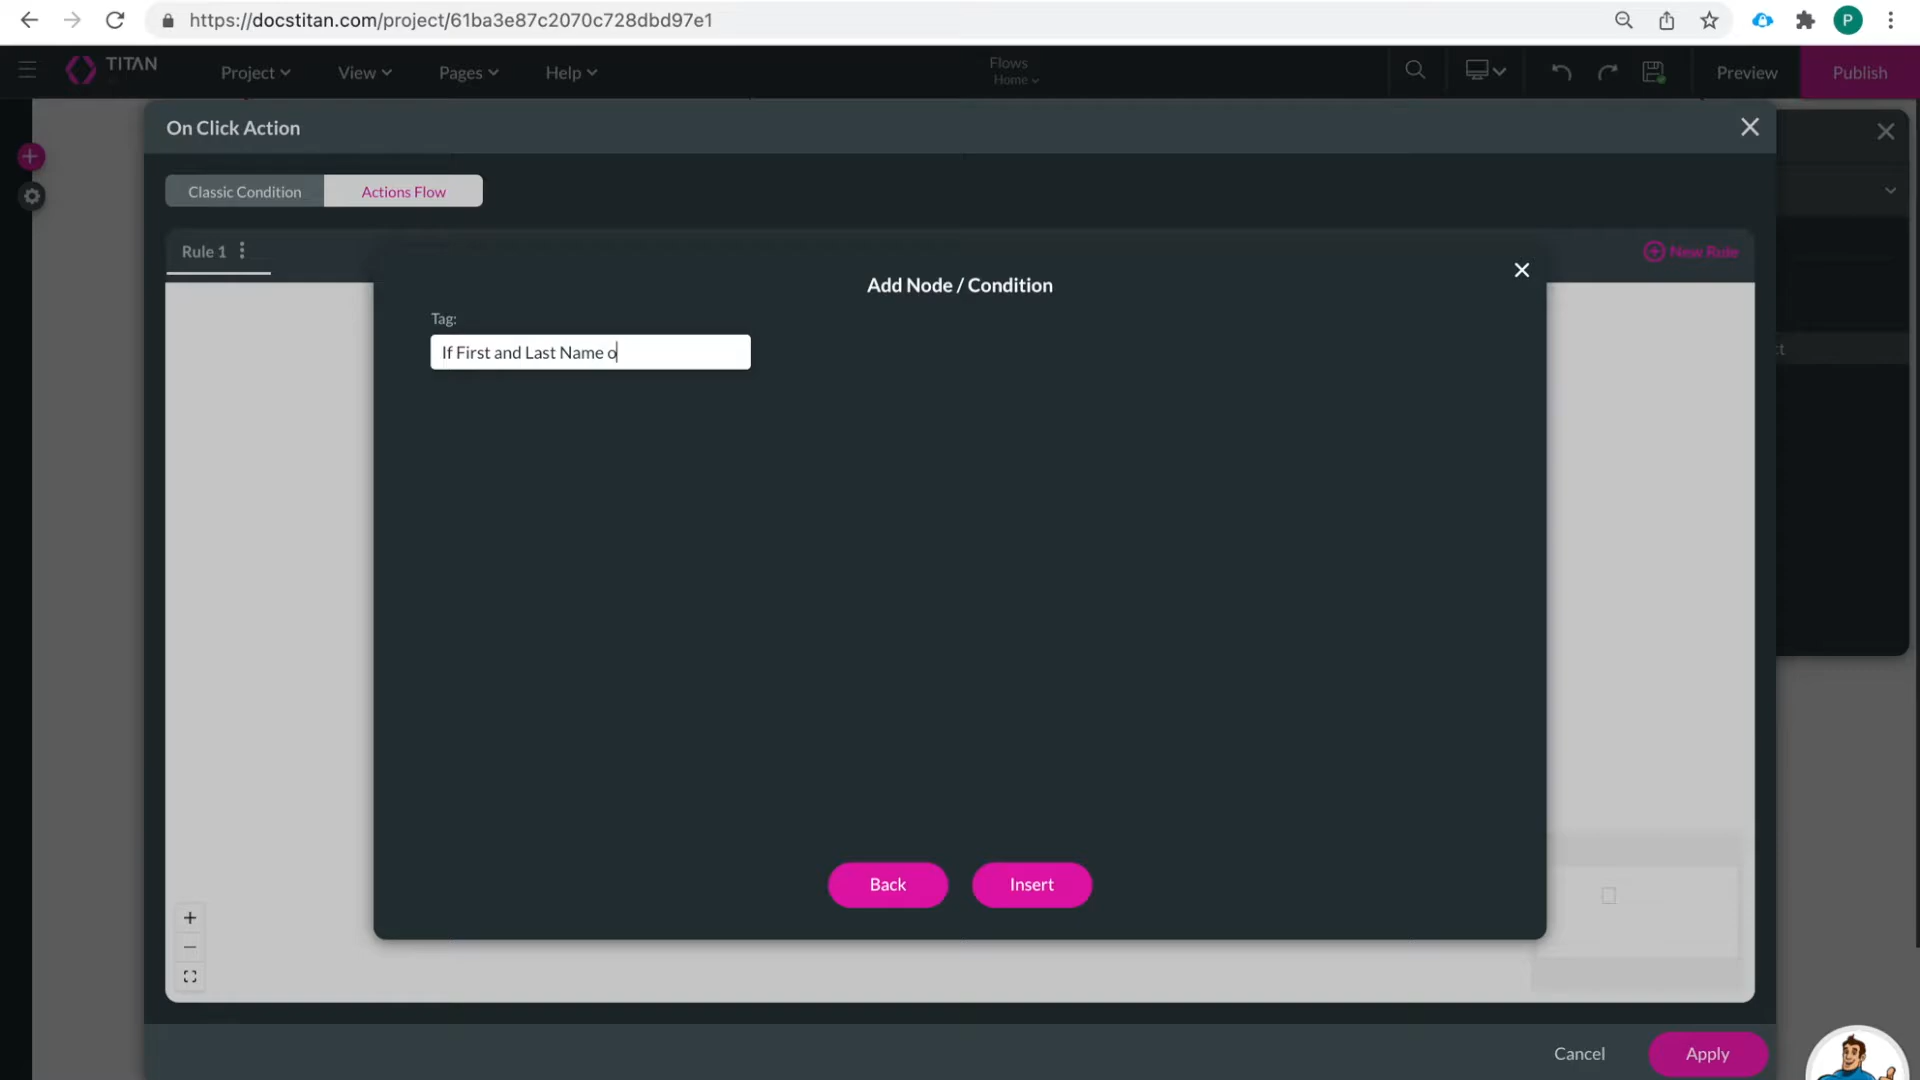 https://docstitan.com/project/61ba3e87c2070c728dbd97e1
P
TITAN
Project
View
Pages
Help
Flows
Home
Preview
Publish
On Click Action
Classic Condition
Actions Flow
Rule 1
New Rule
Add Node / Condition
Tag:
If First and Last Name o
Back
Insert
Cancel
Apply